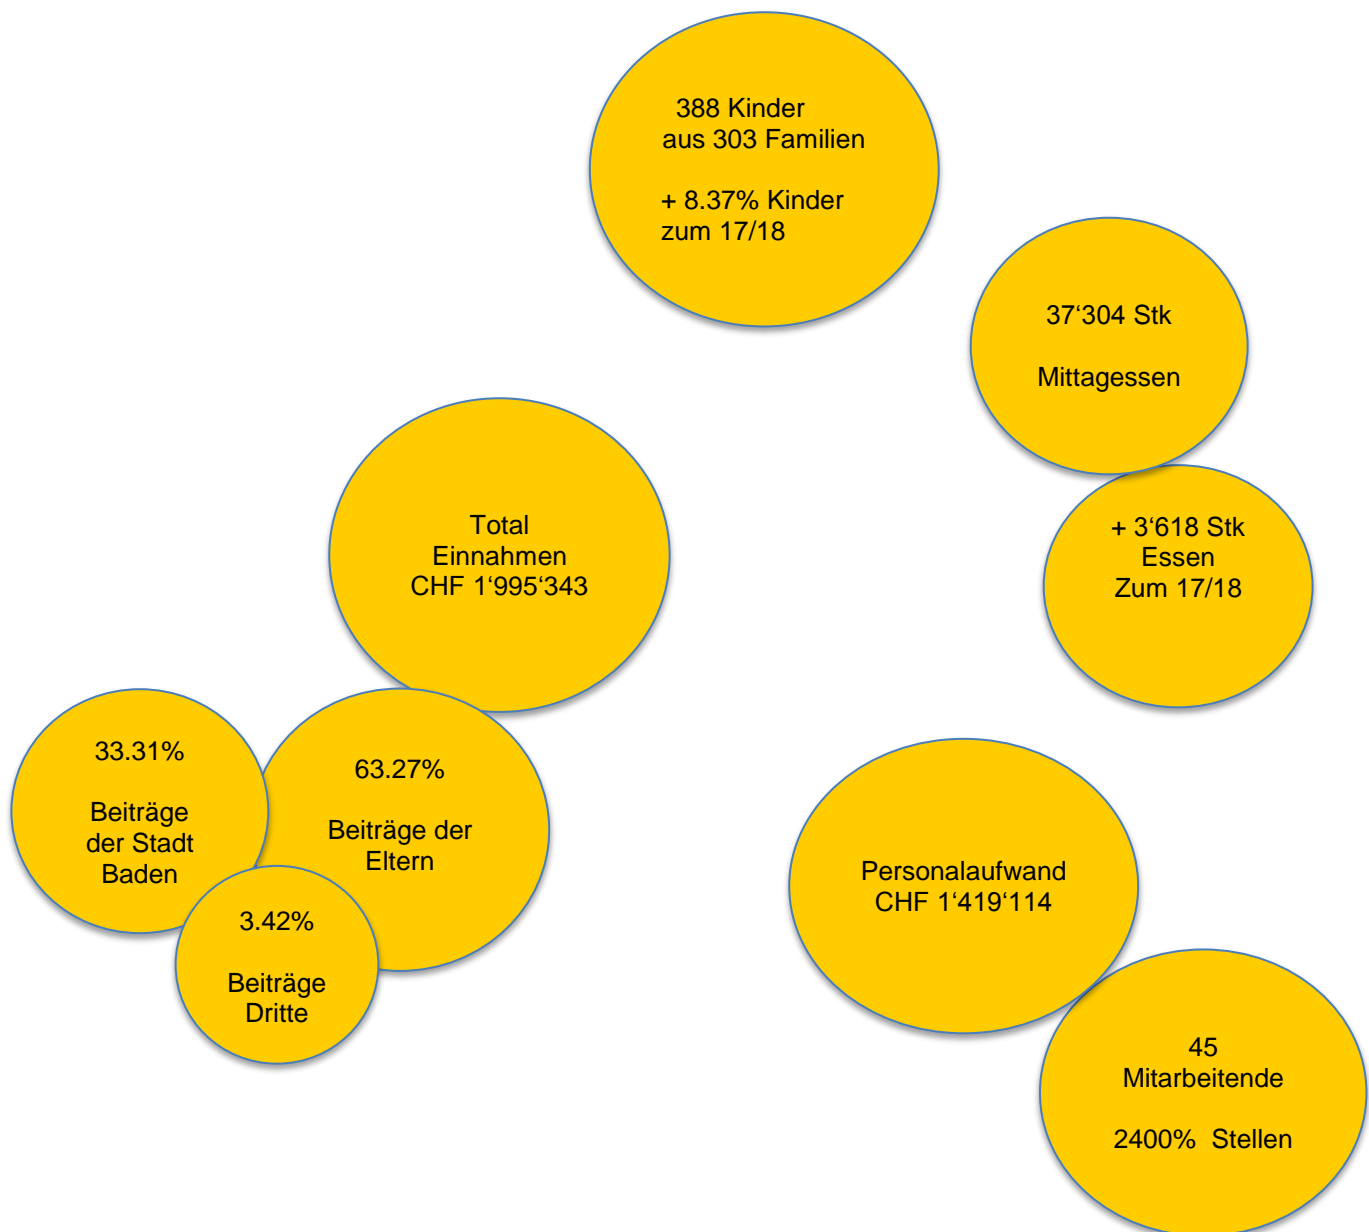 388 Kinder
aus 303 Familien
+ 8.37% Kinder
zum 17/18
37‘304 Stk
Mittagessen
+ 3‘618 Stk
Essen
Zum 17/18
Total
Einnahmen
CHF 1‘995‘343
33.31%
Beiträge
der Stadt
Baden
63.27%
Beiträge der
Eltern
3.42%
Beiträge
Dritte
Personalaufwand
CHF 1‘419‘114
45
Mitarbeitende
2400%  Stellen